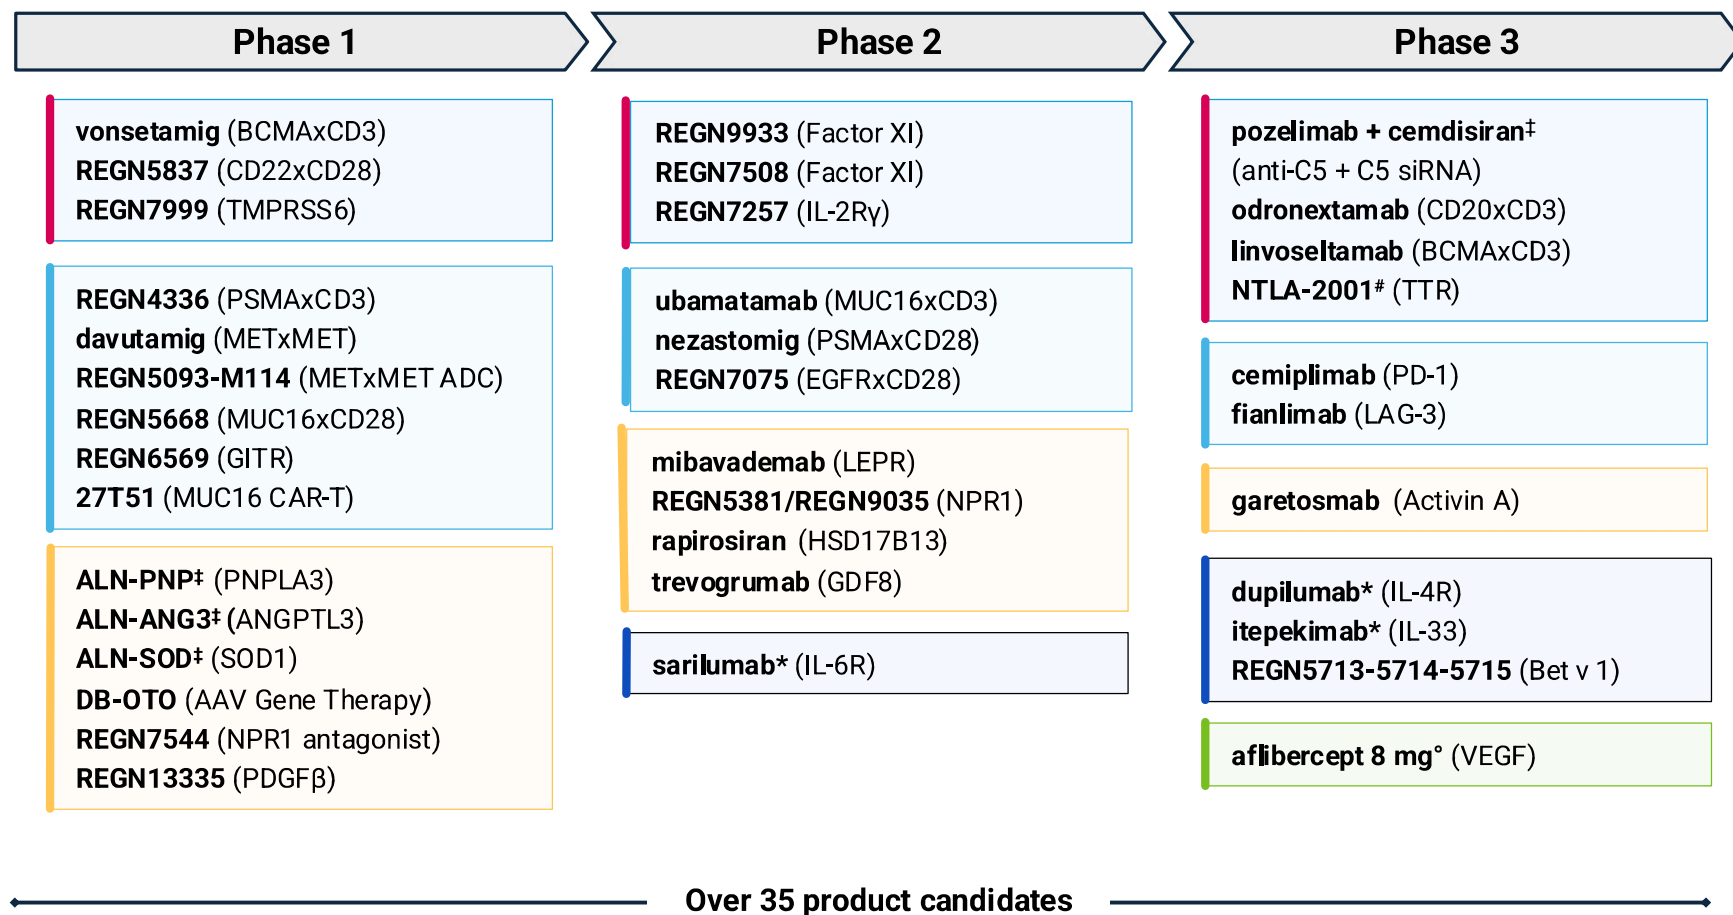 Phase 1
vonsetamig (BCMAxCD3)
REGN5837 (CD22xCD28)
REGN7999 (TMPRSS6)
REGN4336 (PSMAxCD3)
davutamig (METxMET)
REGN5093-M114 (METxMET ADC)
REGN5668 (MUC16xCD28)
REGN6569 (GITR)
27T51 (MUC16 CAR-T)
ALN-PNP‡ (PNPLA3)
ALN-ANG3‡ (ANGPTL3)
ALN-SOD‡ (SOD1)
DB-OTO (AAV Gene Therapy)
REGN7544 (NPR1 antagonist)
REGN13335 (PDGFβ)
Phase 2
REGN9933 (Factor XI)
REGN7508 (Factor XI)
REGN7257 (IL-2Rγ)
ubamatamab (MUC16xCD3)
nezastomig (PSMAxCD28)
REGN7075 (EGFRxCD28)
mibavademab (LEPR)
REGN5381/REGN9035 (NPR1)
rapirosiran (HSD17B13)
trevogrumab (GDF8)
sarilumab* (IL-6R)
Phase 3
pozelimab + cemdisiran‡
(anti-C5 + C5 siRNA)
odronextamab (CD20xCD3)
linvoseltamab (BCMAxCD3)
NTLA-2001# (TTR)
cemiplimab (PD-1)
fianlimab (LAG-3)
garetosmab (Activin A)
dupilumab* (IL-4R)
itepekimab* (IL-33)
REGN5713-5714-5715 (Bet v 1)
aflibercept 8 mg° (VEGF)
Over 35 product candidates